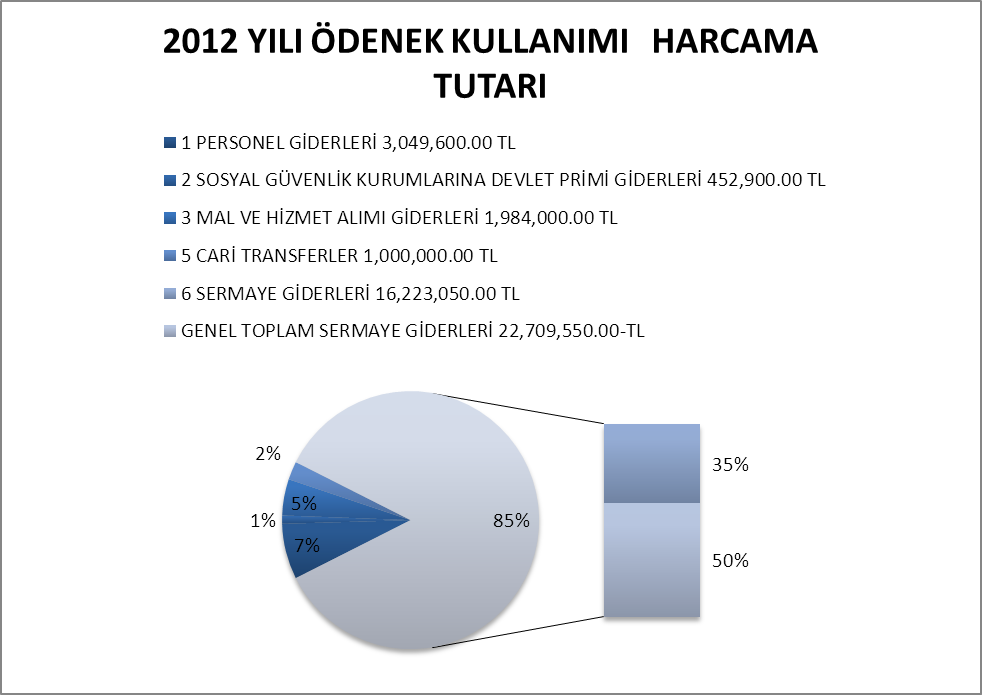 2012 YILI ÖDENEK KULLANIMI HARCAMA
TUTARI
1 PERSONEL GİDERLERİ 3,049,600.00 TL
2 SOSYAL GÜVENLİK KURUMLARINA DEVLET PRİMİ GİDERLERİ 452,900.00 TL
3 MAL VE HİZMET ALIMI GİDERLERİ 1,984,000.00 TL
5 CARİ TRANSFERLER 1,000,000.00 TL
6 SERMAYE GİDERLERİ 16,223,050.00 TL
GENEL TOPLAM SERMAYE GİDERLERİ 22,709,550.00-TL
2%
5%
1%
7%
85%
35%
50%